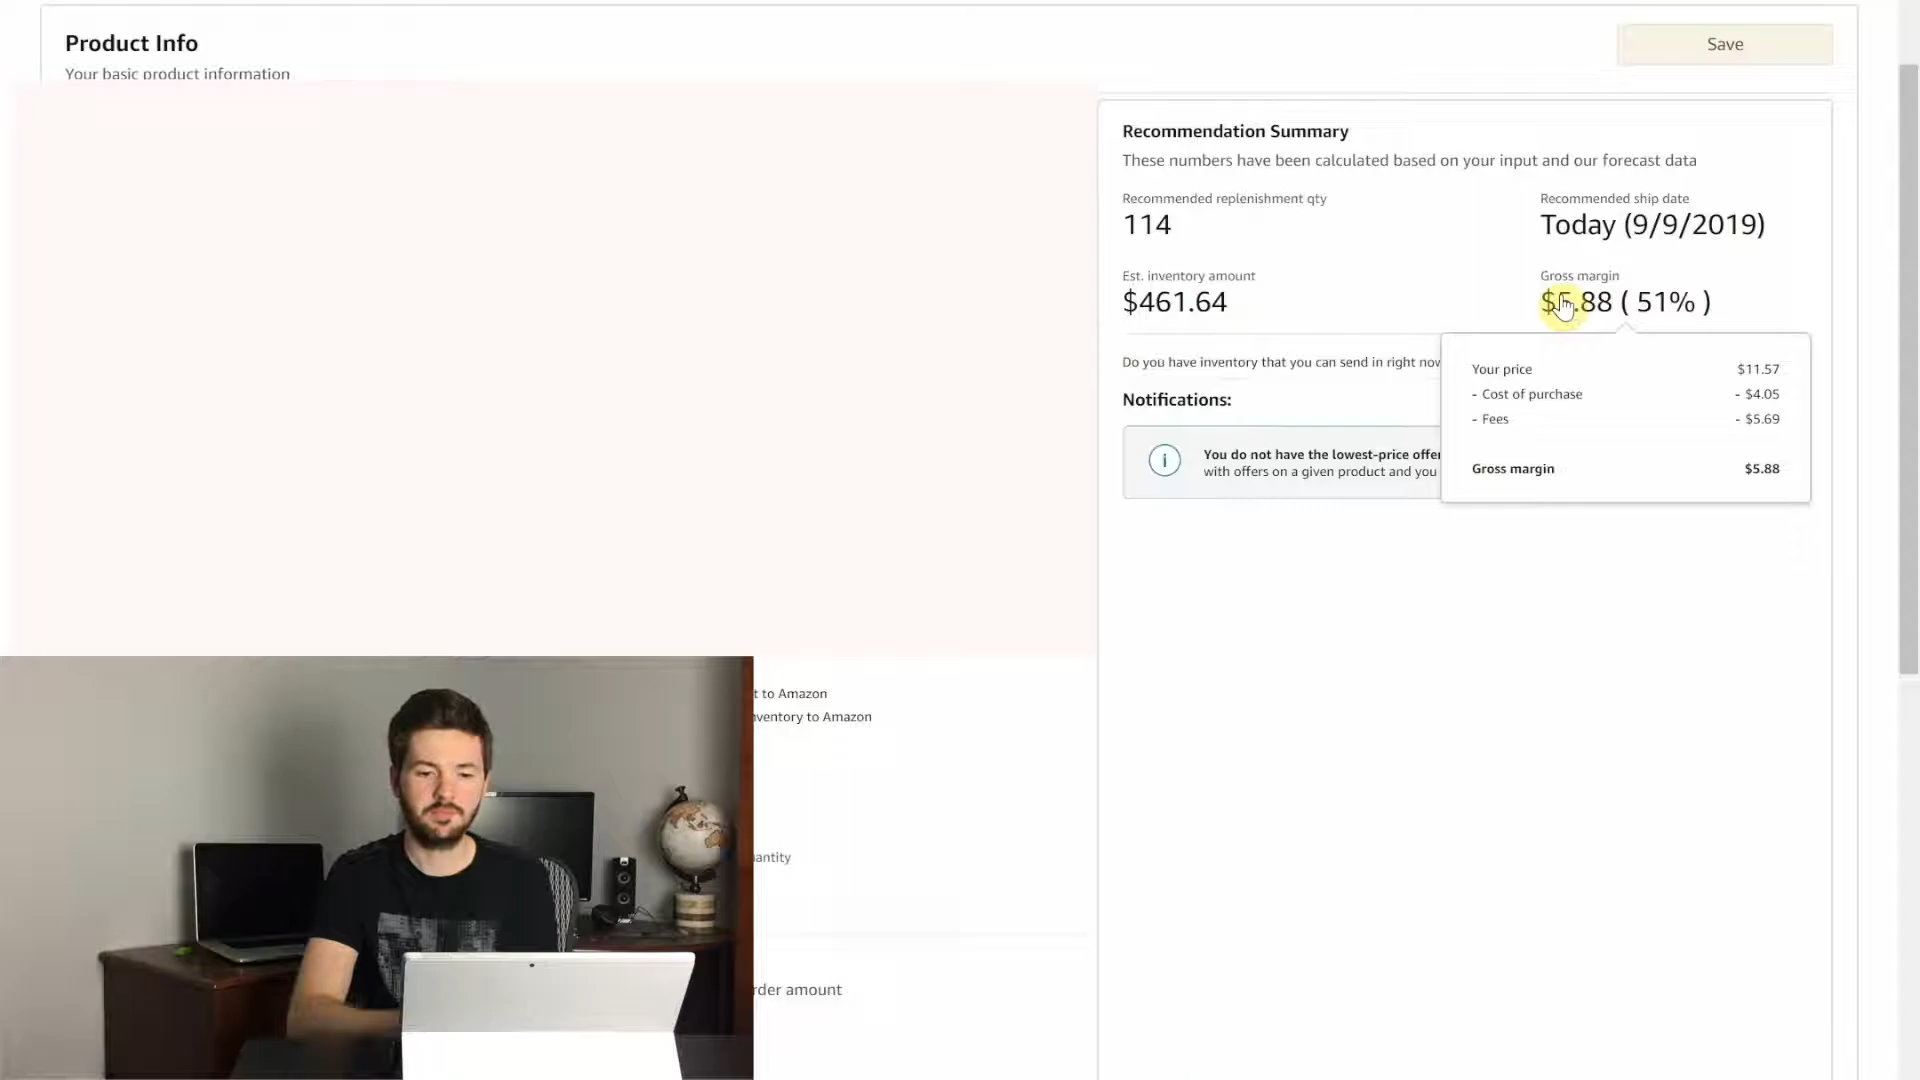 Product Info
Save
Your basic product information
Recommendation Summary
These numbers have been calculated based on your input and our forecast data
Recommended replenishment qty
114
Recommended ship date
Today (9/9/2019)
Est. inventory amount
$461.64
Gross margin
$5.88 ( 51% )
Do you have inventory that you can send in right now
Your price $11.57
- Cost of purchase - $4.05
- Fees - $5.69
Gross margin $5.88
Notifications:
You do not have the lowest-price offer
with offers on a given product and you
t to Amazon
ventory to Amazon
antity
rder amount